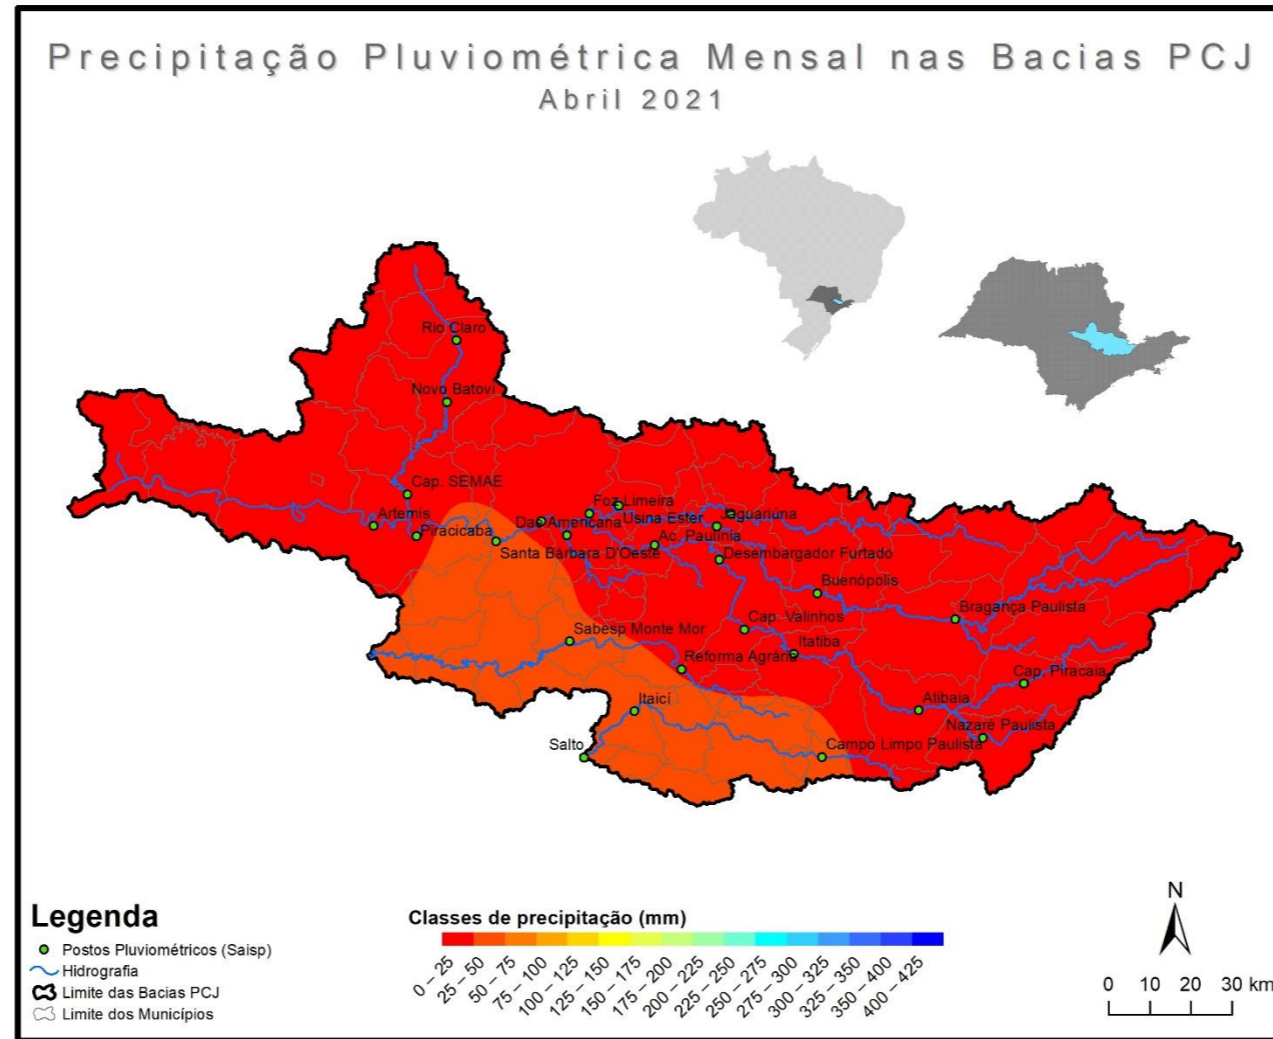 Precipitação Pluviométrica Mensal nas Bacias PCJ
Abril 2021
Rio Claro
Novo Batovi
Cap. SEMAE
Artemis
Piracicaba
Foz Limeira
Dae Americana
Usina Ester
Jaguariúna
Santa Bárbara D'Oeste
Ac. Paulínia
Desembargador Furtado
Buenópolis
Bragança Paulista
Cap. Valinhos
Sabesp Monte Mor
Itatiba
Reforma Agrária
Cap. Piracaia
Itaicí
Atibaia
Nazaré Paulista
Salto
Campo Limpo Paulista
N
0 10 20 30 km
Legenda
Postos Pluviométricos (Saisp)
Hidrografia
Limite das Bacias PCJ
Limite dos Municípios
Classes de precipitação (mm)
0 – 25
25 – 50
50 – 75
75 – 100
100 – 125
125 – 150
150 – 175
175 – 200
200 – 225
225 – 250
250 – 275
275 – 300
300 – 325
325 – 350
350 – 400
400 – 425